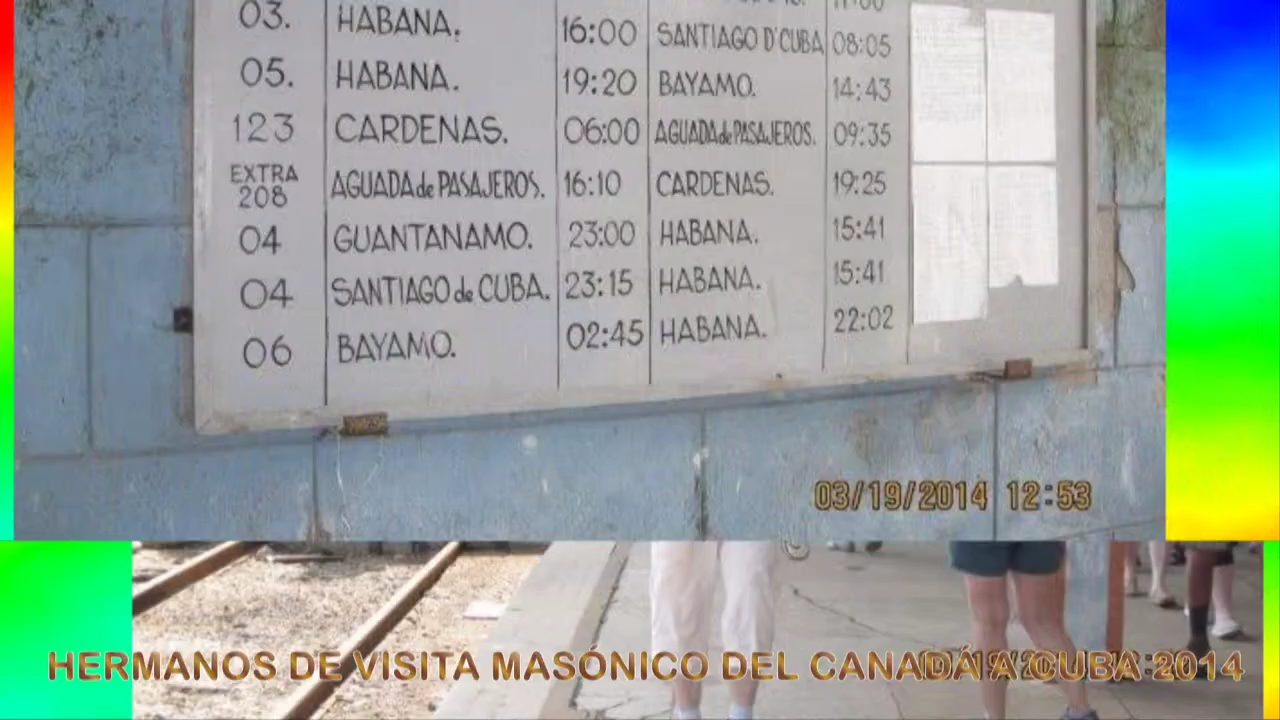 03. HABANA. 16:00 SANTIAGO D'CUBA 08:05
05. HABANA. 19:20 BAYAMO. 14:43
123 CARDENAS. 06:00 AGUADA de PASAJEROS. 09:35
EXTRA
208 AGUADA de PASAJEROS. 16:10 CARDENAS. 19:25
04 GUANTANAMO. 23:00 HABANA. 15:41
04 SANTIAGO de CUBA. 23:15 HABANA. 15:41
06 BAYAMO. 02:45 HABANA. 22:02
03/19/2014 12:53
HERMANOS DE VISITA MASÓNICO DEL CANADÁ A CUBA 2014